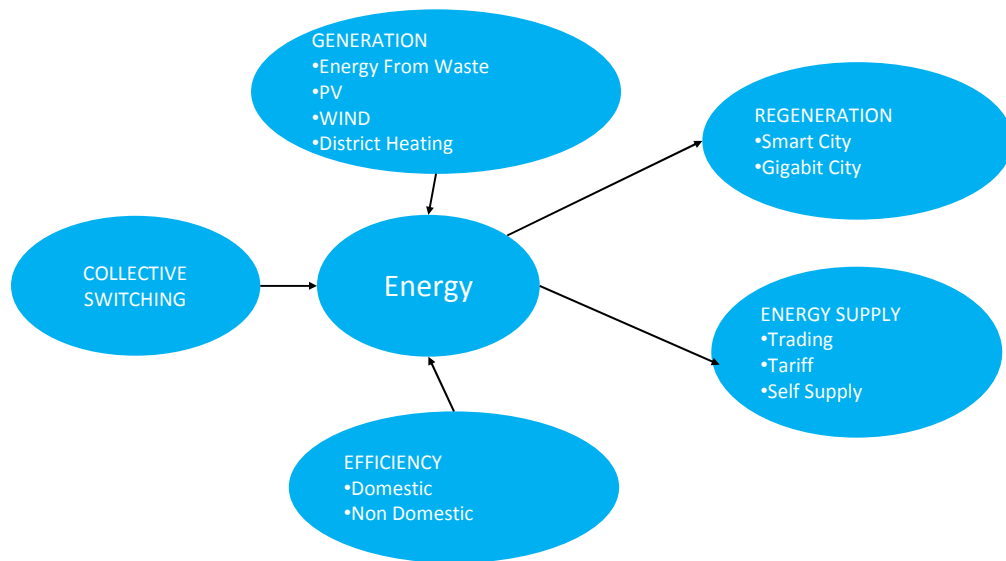 GENERATION
•Energy From Waste
•PV
•WIND
•District Heating
REGENERATION
•Smart City
•Gigabit City
COLLECTIVE
SWITCHING
Energy
ENERGY SUPPLY
•Trading
•Tariff
•Self Supply
EFFICIENCY
•Domestic
•Non Domestic